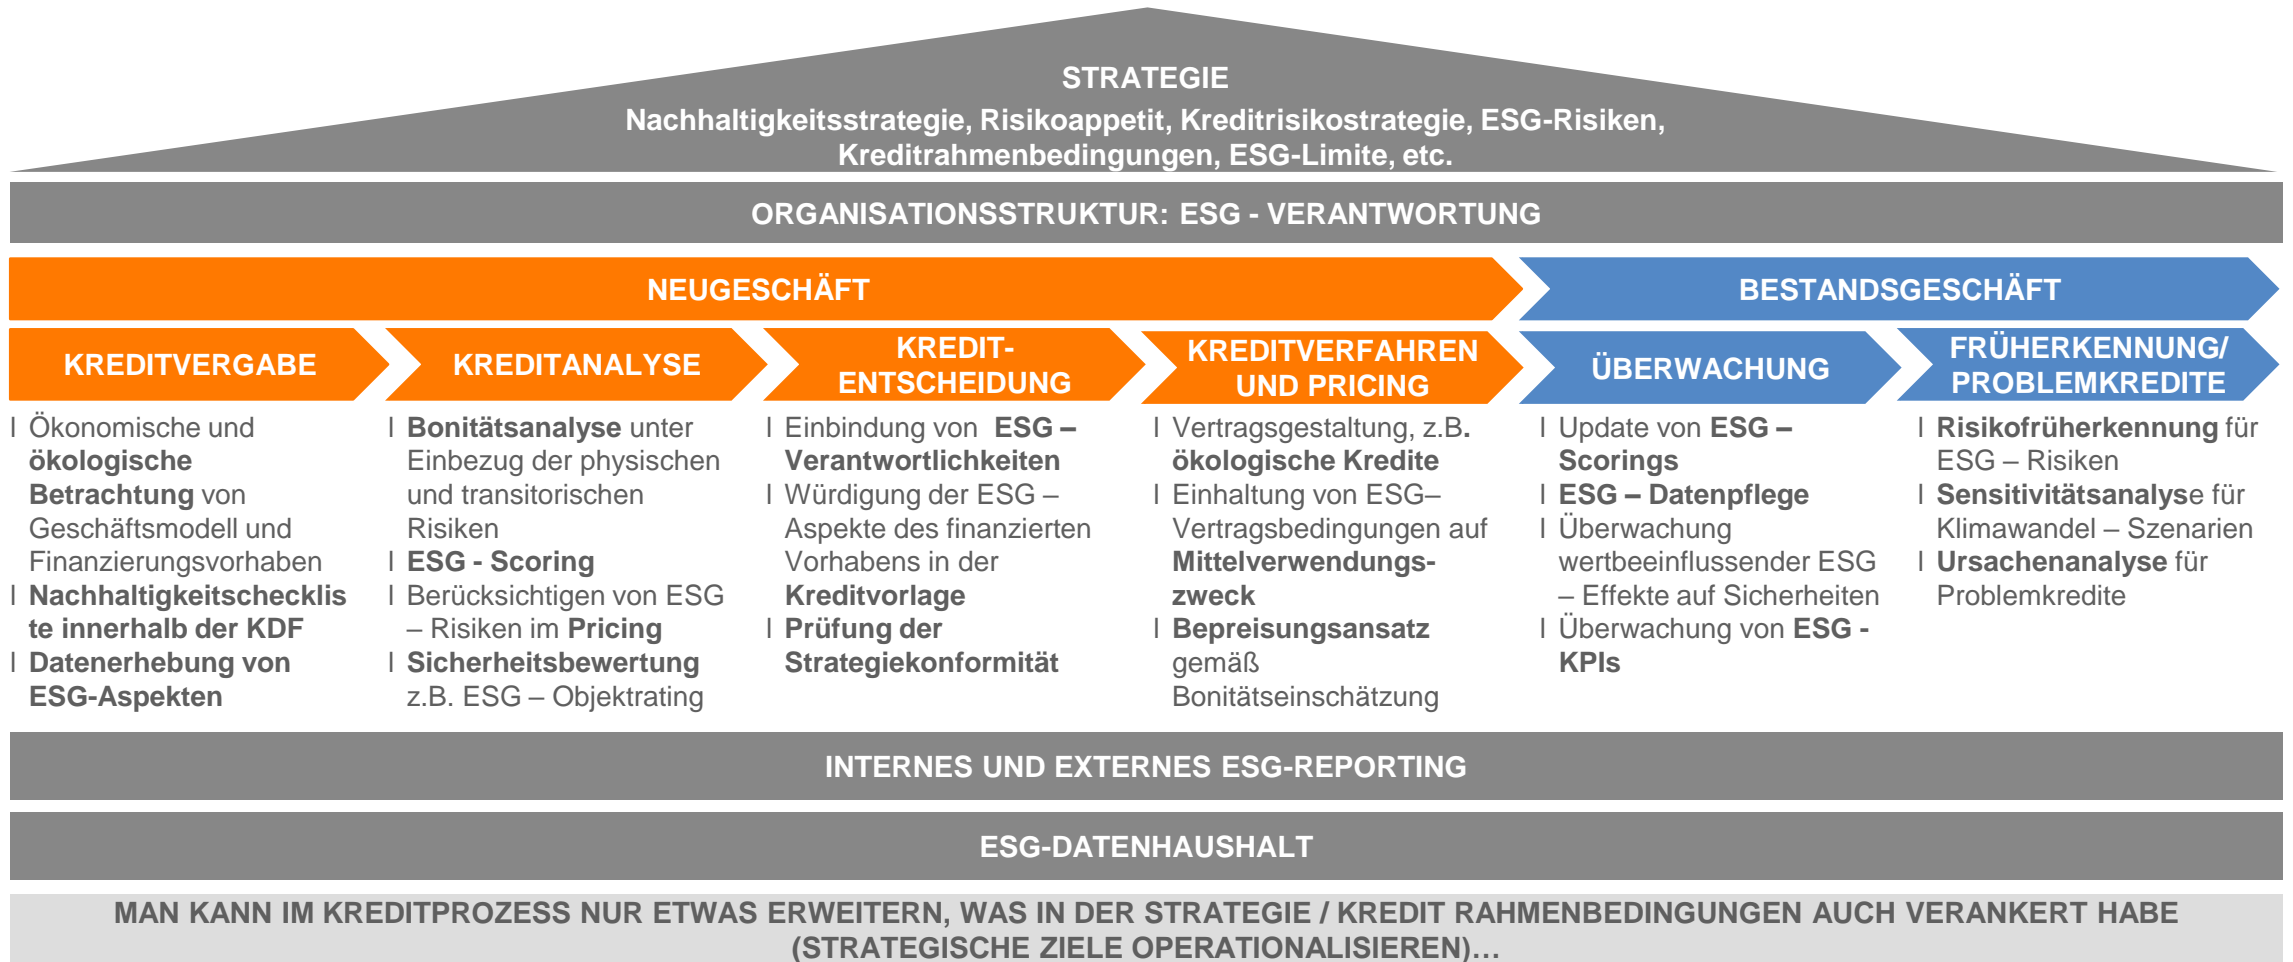 STRATEGIE
Nachhaltigkeitsstrategie, Risikoappetit, Kreditrisikostrategie, ESG-Risiken,
Kreditrahmenbedingungen, ESG-Limite, etc.
ORGANISATIONSSTRUKTUR: ESG - VERANTWORTUNG
NEUGESCHÄFT
BESTANDSGESCHÄFT
KREDITVERGABE
l Ökonomische und
ökologische
Betrachtung von
Geschäftsmodell und
Finanzierungsvorhaben
l Nachhaltigkeitschecklis
te innerhalb der KDF
l Datenerhebung von
ESG-Aspekten
KREDITANALYSE
l Bonitätsanalyse unter
Einbezug der physischen
und transitorischen
Risiken
l ESG - Scoring
l Berücksichtigen von ESG
– Risiken im Pricing
l Sicherheitsbewertung
z.B. ESG – Objektrating
KREDIT-
ENTSCHEIDUNG
l Einbindung von ESG –
Verantwortlichkeiten
l Würdigung der ESG –
Aspekte des finanzierten
Vorhabens in der
Kreditvorlage
l Prüfung der
Strategiekonformität
KREDITVERFAHREN
UND PRICING
l Vertragsgestaltung, z.B.
ökologische Kredite
l Einhaltung von ESG–
Vertragsbedingungen auf
Mittelverwendungs-
zweck
l Bepreisungsansatz
gemäß
Bonitätseinschätzung
ÜBERWACHUNG
l Update von ESG –
Scorings
l ESG – Datenpflege
l Überwachung
wertbeeinflussender ESG
– Effekte auf Sicherheiten
l Überwachung von ESG -
KPIs
FRÜHERKENNUNG/
PROBLEMKREDITE
l Risikofrüherkennung für
ESG – Risiken
l Sensitivitätsanalyse für
Klimawandel – Szenarien
l Ursachenanalyse für
Problemkredite
INTERNES UND EXTERNES ESG-REPORTING
ESG-DATENHAUSHALT
MAN KANN IM KREDITPROZESS NUR ETWAS ERWEITERN, WAS IN DER STRATEGIE / KREDIT RAHMENBEDINGUNGEN AUCH VERANKERT HABE
(STRATEGISCHE ZIELE OPERATIONALISIEREN)…